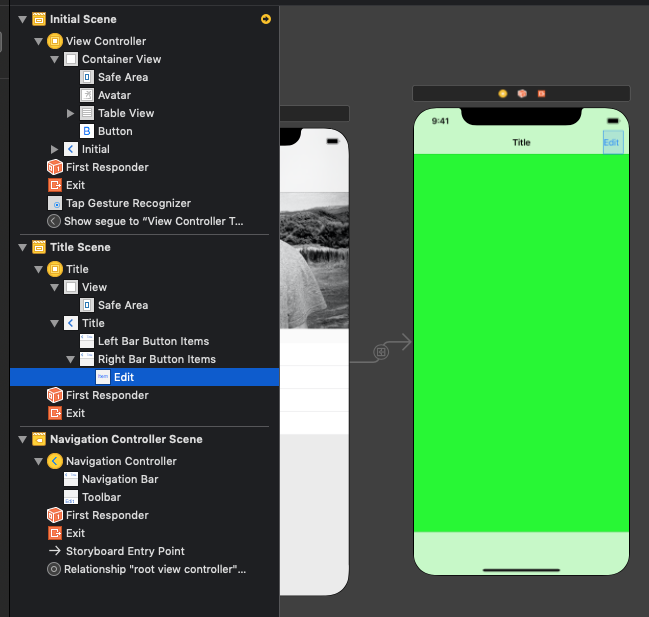 Initial Scene
View Controller
Container View
Safe Area
Avatar
Table View
B Button
Initial
First Responder
Exit
Tap Gesture Recognizer
Show segue to “View Controller T...
Title Scene
Title
View
Safe Area
Title
Left Bar Button Items
Right Bar Button Items
Edit
First Responder
Exit
Navigation Controller Scene
Navigation Controller
Navigation Bar
Toolbar
First Responder
Exit
Storyboard Entry Point
Relationship "root view controller"...
9:41
Title Edit